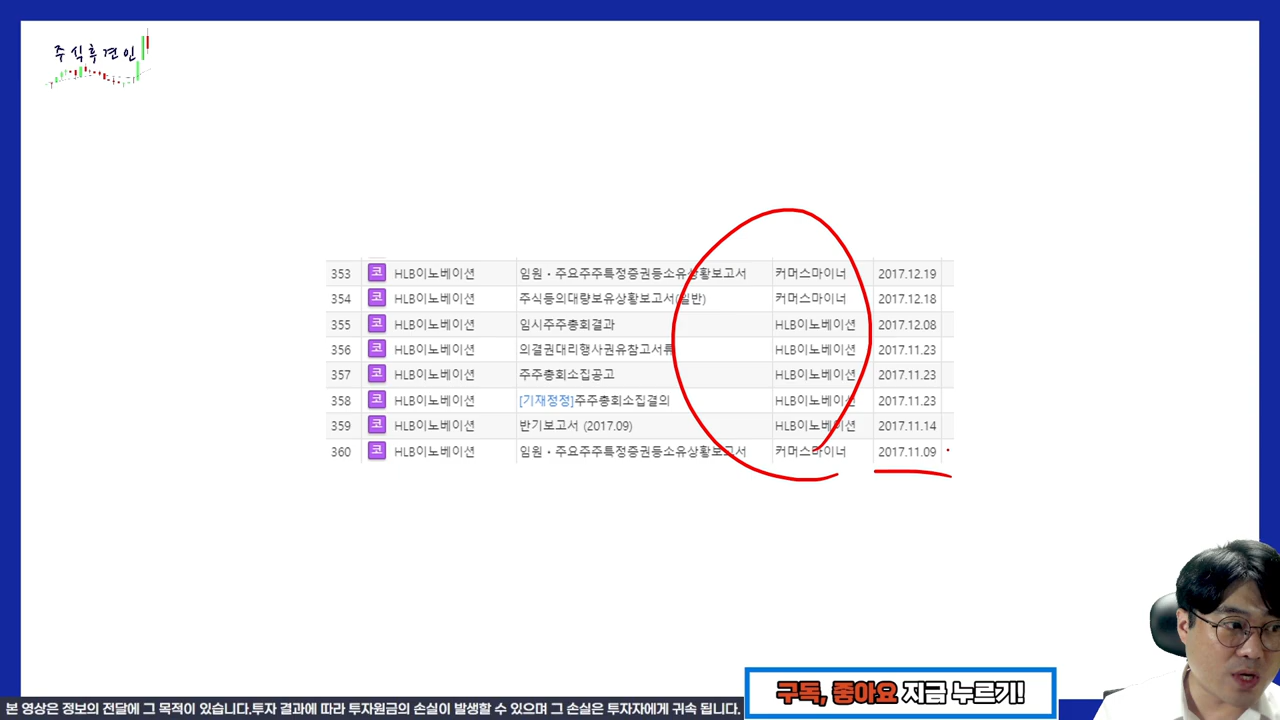 주식후견인
353 코 HLB이노베이션 임원ㆍ주요주주특정증권등소유상황보고서 커머스마이너 2017.12.19
354 코 HLB이노베이션 주식등의대량보유상황보고서(일반) 커머스마이너 2017.12.18
355 코 HLB이노베이션 임시주주총회결과 HLB이노베이션 2017.12.08
356 코 HLB이노베이션 의결권대리행사권유참고서류 HLB이노베이션 2017.11.23
357 코 HLB이노베이션 주주총회소집공고 HLB이노베이션 2017.11.23
358 코 HLB이노베이션 [기재정정]주주총회소집결의 HLB이노베이션 2017.11.23
359 코 HLB이노베이션 반기보고서 (2017.09) HLB이노베이션 2017.11.14
360 코 HLB이노베이션 임원ㆍ주요주주특정증권등소유상황보고서 커머스마이너 2017.11.09
구독, 좋아요 지금 누르기!
본 영상은 정보의 전달에 그 목적이 있습니다.투자 결과에 따라 투자원금의 손실이 발생할 수 있으며 그 손실은 투자자에게 귀속 됩니다.